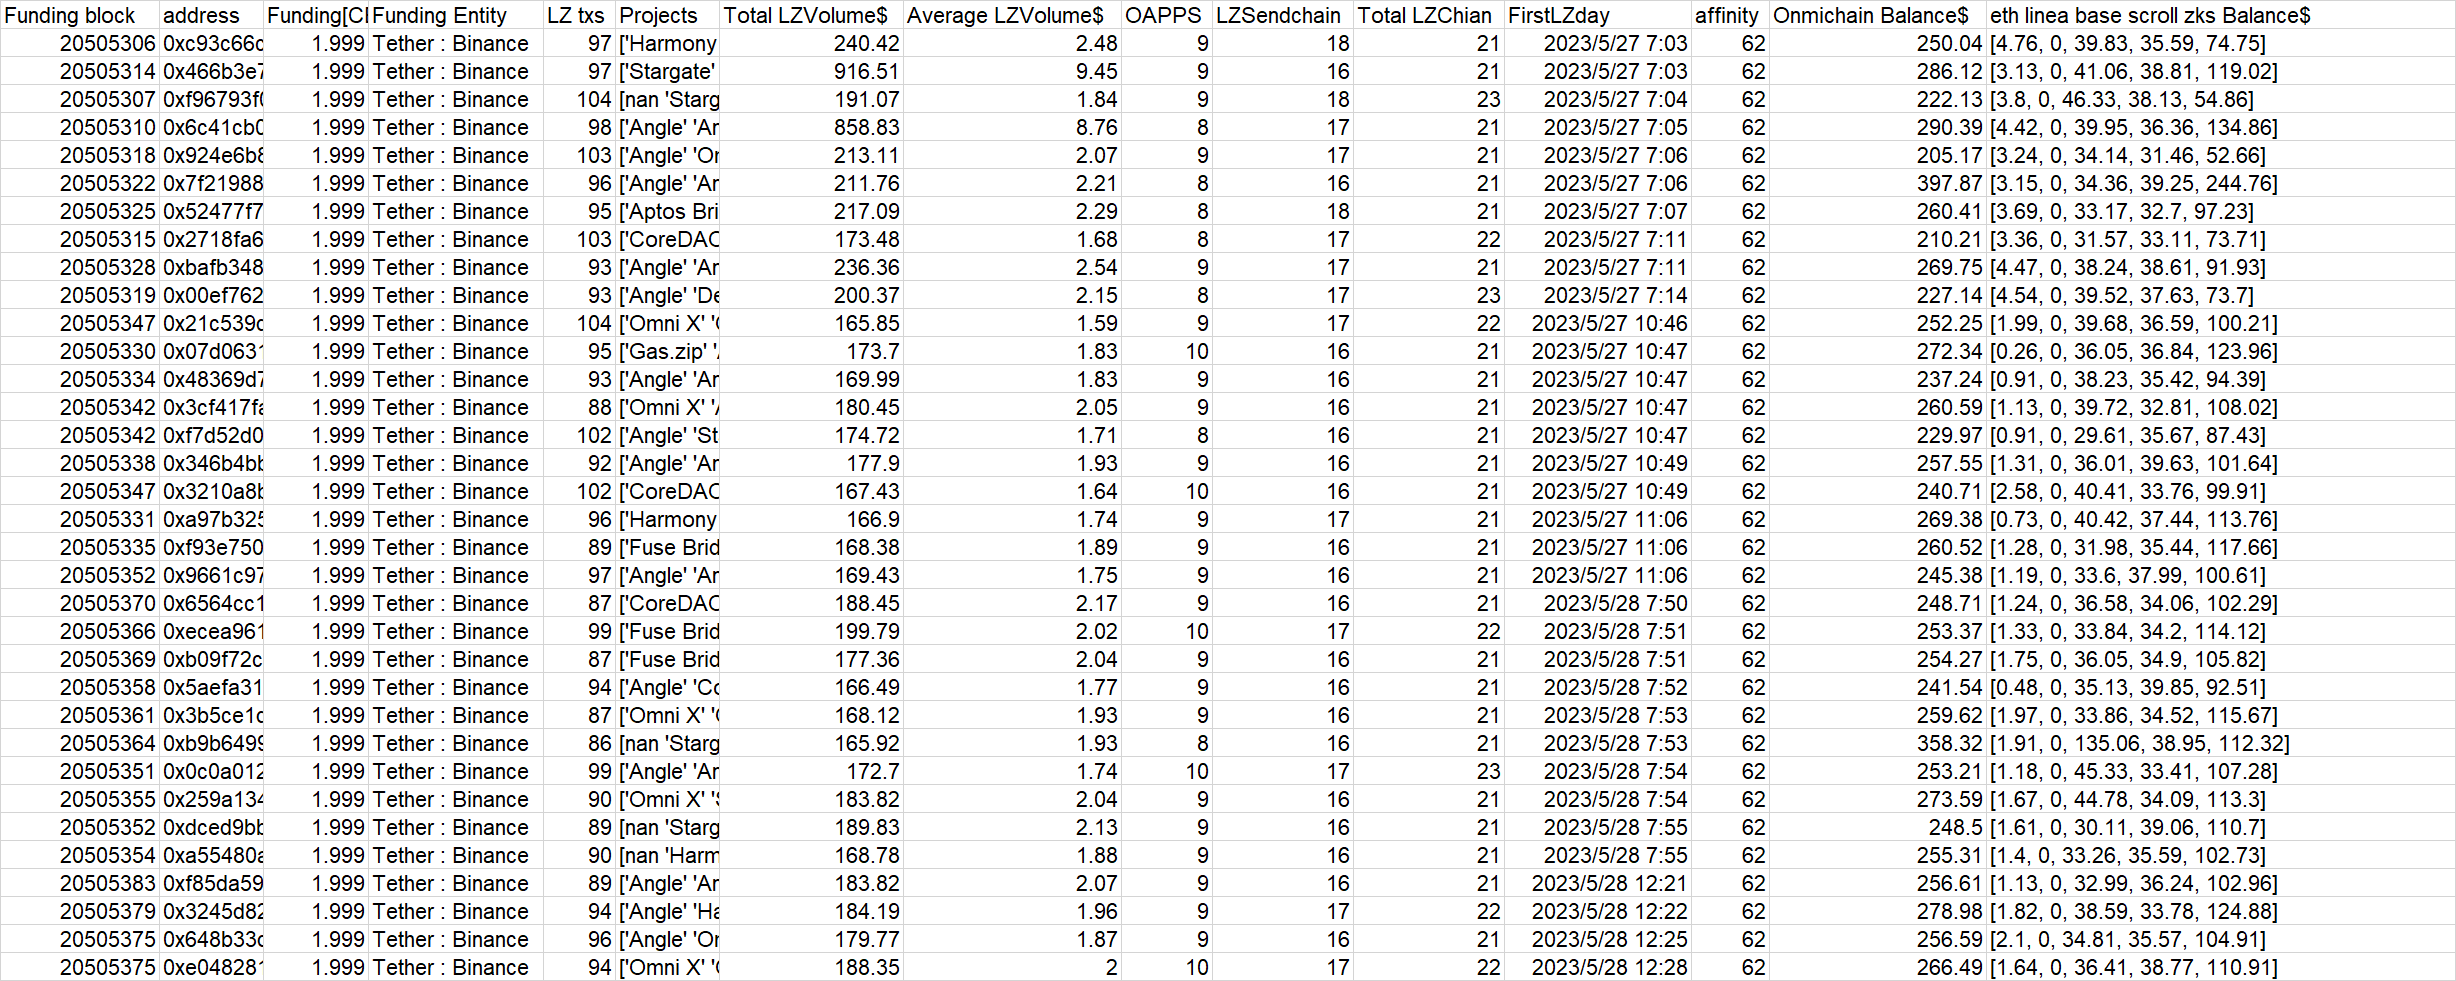 Funding block address Funding[Cl Funding Entity LZ txs Projects Total LZVolume$ Average LZVolume$ OAPPS LZSendchain Total LZChian FirstLZday affinity Onmichain Balance$ eth linea base scroll zks Balance$
20505306 0xc93c66c 1.999 Tether : Binance 97 ['Harmony 240.42 2.48 9 18 21 2023/5/27 7:03 62 250.04 [4.76, 0, 39.83, 35.59, 74.75]
20505314 0x466b3e7 1.999 Tether : Binance 97 ['Stargate' 916.51 9.45 9 16 21 2023/5/27 7:03 62 286.12 [3.13, 0, 41.06, 38.81, 119.02]
20505307 0xf96793f0 1.999 Tether : Binance 104 [nan 'Starg 191.07 1.84 9 18 23 2023/5/27 7:04 62 222.13 [3.8, 0, 46.33, 38.13, 54.86]
20505310 0x6c41cb0 1.999 Tether : Binance 98 ['Angle' 'Ar 858.83 8.76 8 17 21 2023/5/27 7:05 62 290.39 [4.42, 0, 39.95, 36.36, 134.86]
20505318 0x924e6b8 1.999 Tether : Binance 103 ['Angle' 'Or 213.11 2.07 9 17 21 2023/5/27 7:06 62 205.17 [3.24, 0, 34.14, 31.46, 52.66]
20505322 0x7f21988 1.999 Tether : Binance 96 ['Angle' 'Ar 211.76 2.21 8 16 21 2023/5/27 7:06 62 397.87 [3.15, 0, 34.36, 39.25, 244.76]
20505325 0x52477f7 1.999 Tether : Binance 95 ['Aptos Bri 217.09 2.29 8 18 21 2023/5/27 7:07 62 260.41 [3.69, 0, 33.17, 32.7, 97.23]
20505315 0x2718fa6 1.999 Tether : Binance 103 ['CoreDAO 173.48 1.68 8 17 22 2023/5/27 7:11 62 210.21 [3.36, 0, 31.57, 33.11, 73.71]
20505328 0xbafb348 1.999 Tether : Binance 93 ['Angle' 'Ar 236.36 2.54 9 17 21 2023/5/27 7:11 62 269.75 [4.47, 0, 38.24, 38.61, 91.93]
20505319 0x00ef762 1.999 Tether : Binance 93 ['Angle' 'De 200.37 2.15 8 17 23 2023/5/27 7:14 62 227.14 [4.54, 0, 39.52, 37.63, 73.7]
20505347 0x21c539c 1.999 Tether : Binance 104 ['Omni X' ' 165.85 1.59 9 17 22 2023/5/27 10:46 62 252.25 [1.99, 0, 39.68, 36.59, 100.21]
20505330 0x07d0631 1.999 Tether : Binance 95 ['Gas.zip' ' 173.7 1.83 10 16 21 2023/5/27 10:47 62 272.34 [0.26, 0, 36.05, 36.84, 123.96]
20505334 0x48369d7 1.999 Tether : Binance 93 ['Angle' 'Ar 169.99 1.83 9 16 21 2023/5/27 10:47 62 237.24 [0.91, 0, 38.23, 35.42, 94.39]
20505342 0x3cf417fa 1.999 Tether : Binance 88 ['Omni X' ' 180.45 2.05 9 16 21 2023/5/27 10:47 62 260.59 [1.13, 0, 39.72, 32.81, 108.02]
20505342 0xf7d52d0 1.999 Tether : Binance 102 ['Angle' 'St 174.72 1.71 8 16 21 2023/5/27 10:47 62 229.97 [0.91, 0, 29.61, 35.67, 87.43]
20505338 0x346b4bb 1.999 Tether : Binance 92 ['Angle' 'Ar 177.9 1.93 9 16 21 2023/5/27 10:49 62 257.55 [1.31, 0, 36.01, 39.63, 101.64]
20505347 0x3210a8b 1.999 Tether : Binance 102 ['CoreDAO 167.43 1.64 10 16 21 2023/5/27 10:49 62 240.71 [2.58, 0, 40.41, 33.76, 99.91]
20505331 0xa97b325 1.999 Tether : Binance 96 ['Harmony 166.9 1.74 9 17 21 2023/5/27 11:06 62 269.38 [0.73, 0, 40.42, 37.44, 113.76]
20505335 0xf93e750 1.999 Tether : Binance 89 ['Fuse Brid 168.38 1.89 9 16 21 2023/5/27 11:06 62 260.52 [1.28, 0, 31.98, 35.44, 117.66]
20505352 0x9661c97 1.999 Tether : Binance 97 ['Angle' 'Ar 169.43 1.75 9 16 21 2023/5/27 11:06 62 245.38 [1.19, 0, 33.6, 37.99, 100.61]
20505370 0x6564cc1 1.999 Tether : Binance 87 ['CoreDAO 188.45 2.17 9 16 21 2023/5/28 7:50 62 248.71 [1.24, 0, 36.58, 34.06, 102.29]
20505366 0xecea961 1.999 Tether : Binance 99 ['Fuse Brid 199.79 2.02 10 17 22 2023/5/28 7:51 62 253.37 [1.33, 0, 33.84, 34.2, 114.12]
20505369 0xb09f72c 1.999 Tether : Binance 87 ['Fuse Brid 177.36 2.04 9 16 21 2023/5/28 7:51 62 254.27 [1.75, 0, 36.05, 34.9, 105.82]
20505358 0x5aefa31 1.999 Tether : Binance 94 ['Angle' 'Co 166.49 1.77 9 16 21 2023/5/28 7:52 62 241.54 [0.48, 0, 35.13, 39.85, 92.51]
20505361 0x3b5ce1c 1.999 Tether : Binance 87 ['Omni X' ' 168.12 1.93 9 16 21 2023/5/28 7:53 62 259.62 [1.97, 0, 33.86, 34.52, 115.67]
20505364 0xb9b6499 1.999 Tether : Binance 86 [nan 'Starg 165.92 1.93 8 16 21 2023/5/28 7:53 62 358.32 [1.91, 0, 135.06, 38.95, 112.32]
20505351 0x0c0a012 1.999 Tether : Binance 99 ['Angle' 'Ar 172.7 1.74 10 17 23 2023/5/28 7:54 62 253.21 [1.18, 0, 45.33, 33.41, 107.28]
20505355 0x259a134 1.999 Tether : Binance 90 ['Omni X' ' 183.82 2.04 9 16 21 2023/5/28 7:54 62 273.59 [1.67, 0, 44.78, 34.09, 113.3]
20505352 0xdced9bb 1.999 Tether : Binance 89 [nan 'Starg 189.83 2.13 9 16 21 2023/5/28 7:55 62 248.5 [1.61, 0, 30.11, 39.06, 110.7]
20505354 0xa55480a 1.999 Tether : Binance 90 [nan 'Harm 168.78 1.88 9 16 21 2023/5/28 7:55 62 255.31 [1.4, 0, 33.26, 35.59, 102.73]
20505383 0xf85da59 1.999 Tether : Binance 89 ['Angle' 'Ar 183.82 2.07 9 16 21 2023/5/28 12:21 62 256.61 [1.13, 0, 32.99, 36.24, 102.96]
20505379 0x3245d82 1.999 Tether : Binance 94 ['Angle' 'Ha 184.19 1.96 9 17 22 2023/5/28 12:22 62 278.98 [1.82, 0, 38.59, 33.78, 124.88]
20505375 0x648b33c 1.999 Tether : Binance 96 ['Angle' 'Or 179.77 1.87 9 16 21 2023/5/28 12:25 62 256.59 [2.1, 0, 34.81, 35.57, 104.91]
20505375 0xe048281 1.999 Tether : Binance 94 ['Omni X' ' 188.35 2 10 17 22 2023/5/28 12:28 62 266.49 [1.64, 0, 36.41, 38.77, 110.91]